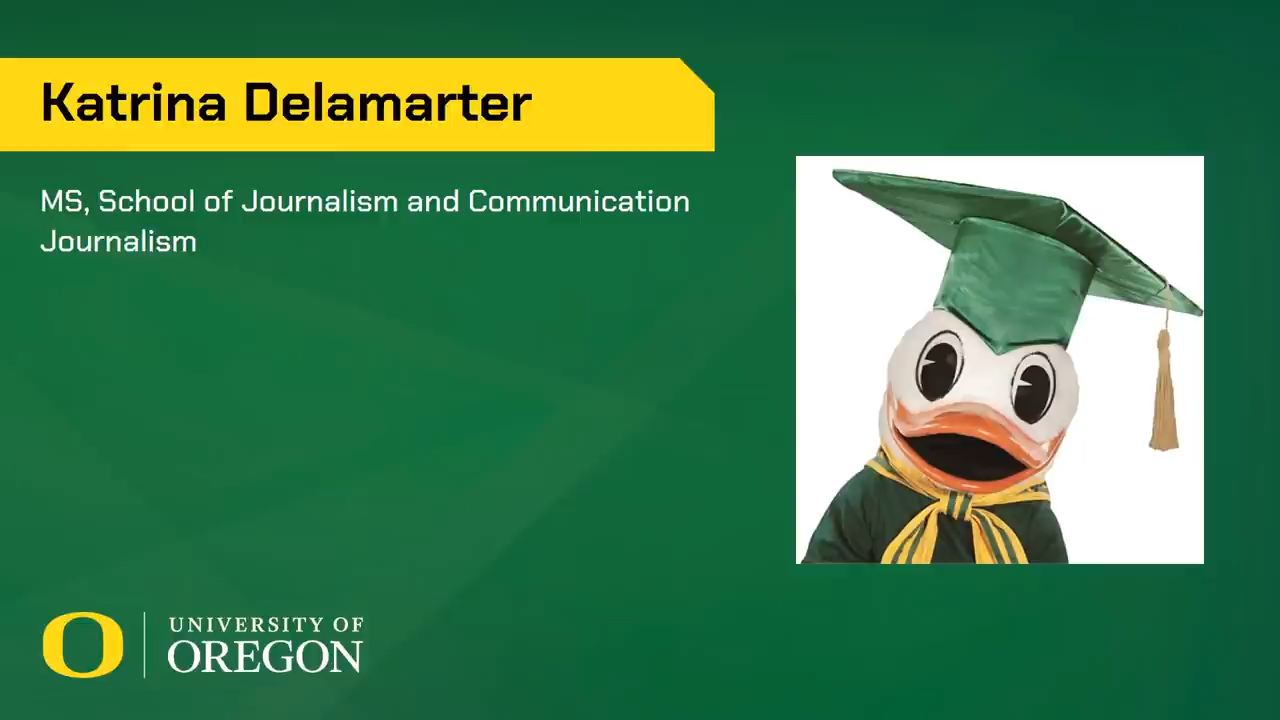 Katrina Delamarter
MS, School of Journalism and Communication
Journalism
O
UNIVERSITY OF
OREGON